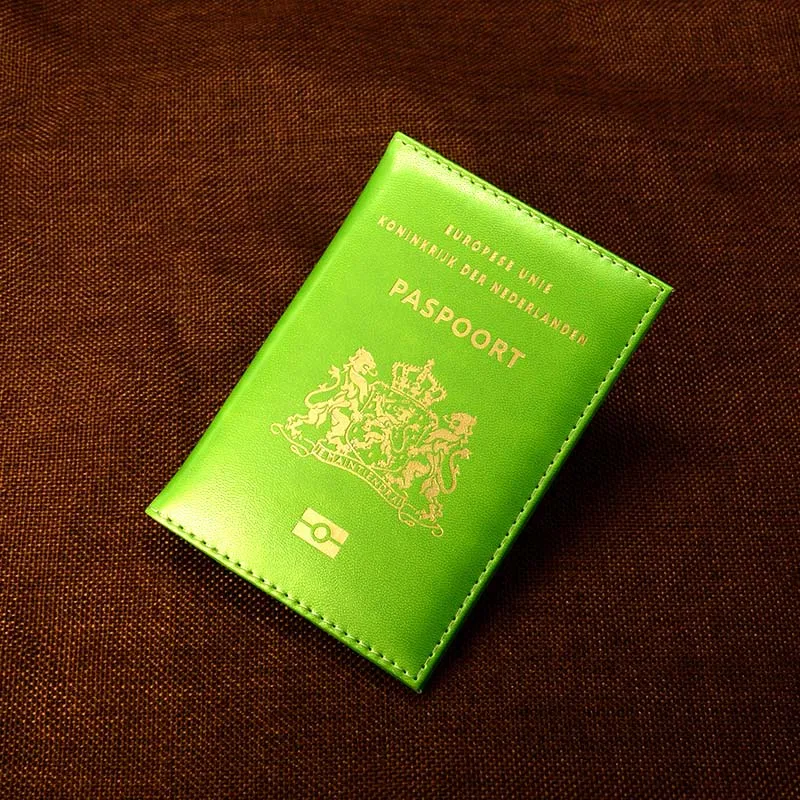 EUROPESE UNIE
KONINKRIJK DER NEDERLANDEN
PASPOORT
JE MAINTIENDRAI